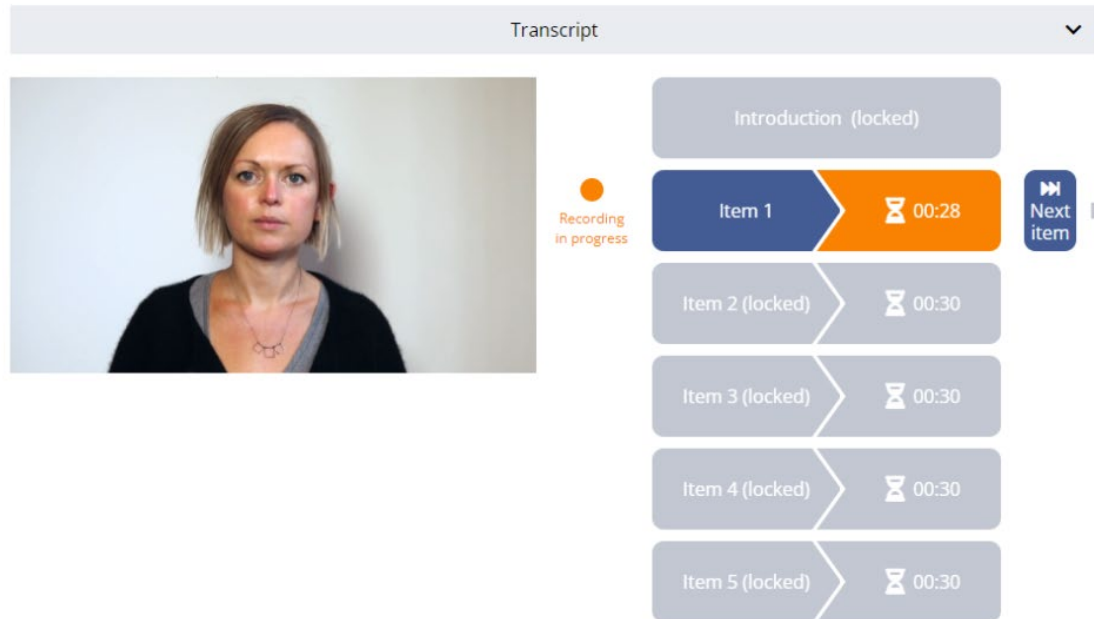 Transcript
Introduction (locked)
Recording
in progress
Item 1
00:28
Next
item
Item 2 (locked)
00:30
Item 3 (locked)
00:30
Item 4 (locked)
00:30
Item 5 (locked)
00:30